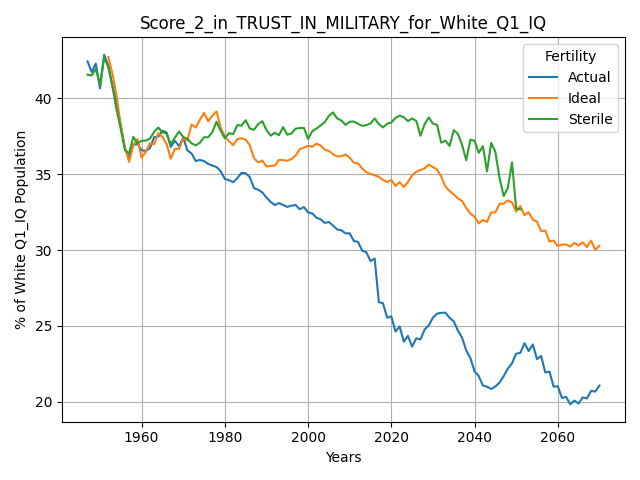 Score_2_in_TRUST_IN_MILITARY_for_White_Q1_IQ
Fertility
Actual
Ideal
Sterile
% of White Q1_IQ Population
40
35
30
25
20
1960
1980
2000
2020
2040
2060
Years